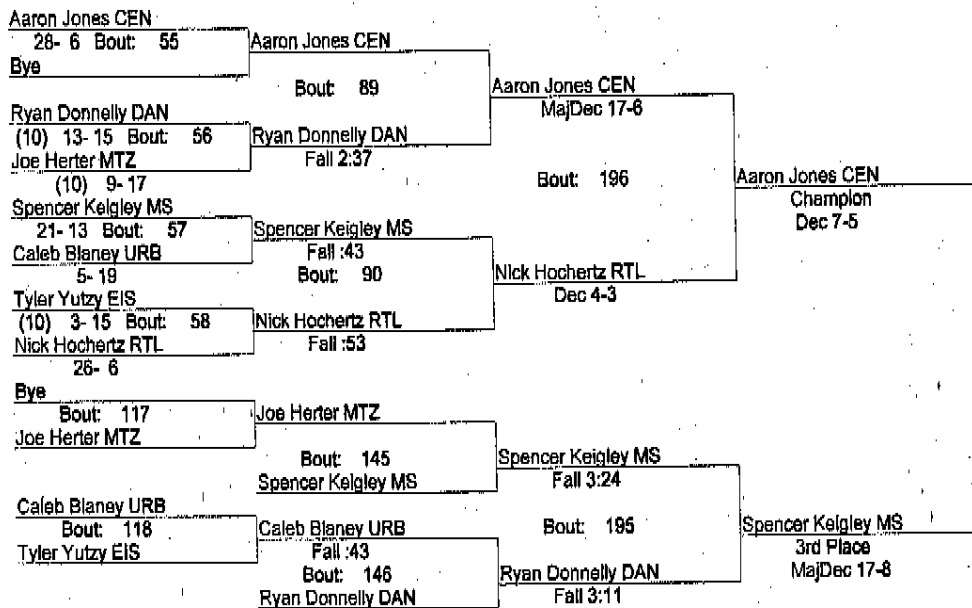 Aaron Jones CEN
28- 6 Bout: 55
Bye
Aaron Jones CEN
Bout: 89
Ryan Donnelly DAN
(10) 13- 15 Bout: 56
Joe Herter MTZ
(10) 9- 17
Ryan Donnelly DAN
Fall 2:37
Aaron Jones CEN
MajDec 17-6
Spencer Keigley MS
21- 13 Bout: 57
Caleb Blaney URB
5- 19
Spencer Keigley MS
Fall :43
Bout: 90
Tyler Yutzy EIS
(10) 3- 15 Bout: 58
Nick Hochertz RTL
26- 6
Nick Hochertz RTL
Fall :53
Nick Hochertz RTL
Dec 4-3
Bout: 196
Aaron Jones CEN
Champion
Dec 7-5
Bye
Bout: 117
Joe Herter MTZ
Joe Herter MTZ
Bout: 145
Spencer Keigley MS
Spencer Keigley MS
Fall 3:24
Caleb Blaney URB
Bout: 118
Tyler Yutzy EIS
Caleb Blaney URB
Fall :43
Bout: 146
Ryan Donnelly DAN
Ryan Donnelly DAN
Fall 3:11
Bout: 195
Spencer Keigley MS
3rd Place
MajDec 17-8